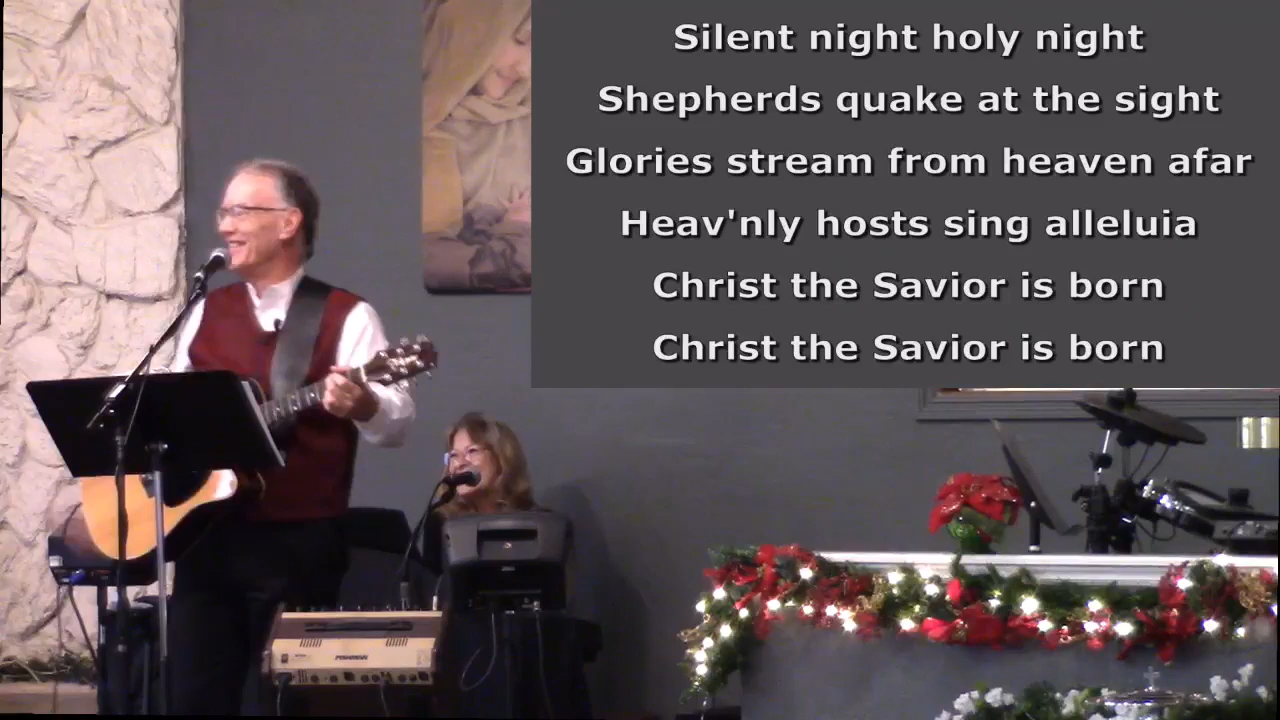 Silent night holy night
Shepherds quake at the sight
Glories stream from heaven afar
Heav'nly hosts sing alleluia
Christ the Savior is born
Christ the Savior is born